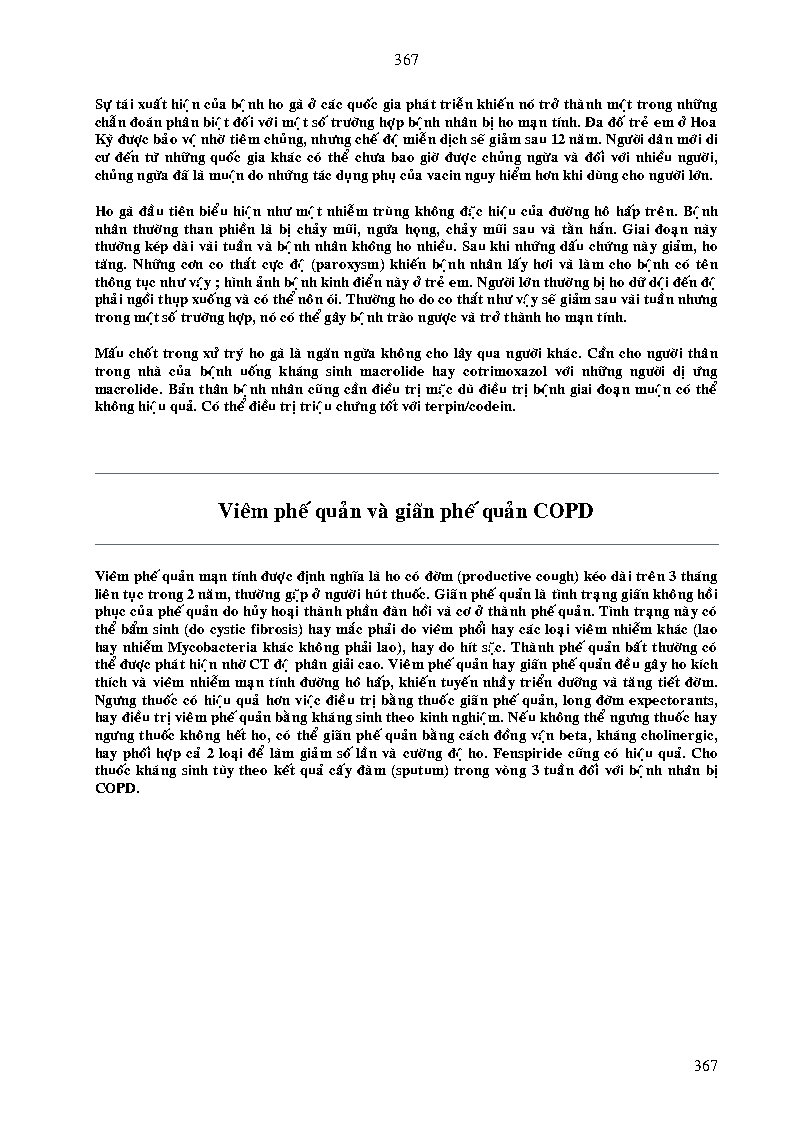 367
Sự tái xuất hiện của bệnh ho gà ở các quốc gia phát triển khiến nó trở thành một trong những
chẩn đoán phân biệt đối với một số trường hợp bệnh nhân bị ho mạn tính. Đa đố trẻ em ở Hoa
Kỳ được bảo vệ nhờ tiêm chủng, nhưng chế độ miễn dịch sẽ giảm sau 12 năm. Người dân mới di
cư đến từ những quốc gia khác có thể chưa bao giờ được chủng ngừa và đối với nhiều người,
chủng ngừa đã là muộn do những tác dụng phụ của vacin nguy hiểm hơn khi dùng cho người lớn.
Ho gà đầu tiên biểu hiện như một nhiễm trùng không đặc hiệu của đường hô hấp trên. Bệnh
nhân thường than phiền là bị chảy mũi, ngứa họng, chảy mũi sau và tằn hắn. Giai đoạn này
thường kép dài vài tuần và bệnh nhân không ho nhiều. Sau khi những dấu chứng này giảm, ho
tăng. Những cơn co thắt cực độ (paroxysm) khiến bệnh nhân lấy hơi và làm cho bệnh có tên
thông tục như vậy ; hình ảnh bệnh kinh điển này ở trẻ em. Người lớn thường bị ho dữ dội đến độ
phải ngồi thụp xuống và có thể nôn ói. Thường ho do co thắt như vậy sẽ giảm sau vài tuần nhưng
trong một số trường hợp, nó có thể gây bệnh trào ngược và trở thành ho mạn tính.
Mấu chốt trong xử trý ho gà là ngăn ngừa không cho lây qua người khác. Cần cho người thân
trong nhà của bệnh uống kháng sinh macrolide hay cotrimoxazol với những người dị ứng
macrolide. Bản thân bệnh nhân cũng cần điều trị mặc dù điều trị bệnh giai đoạn muộn có thể
không hiệu quả. Có thể điều trị triệu chứng tốt với terpin/codein.
Viêm phế quản và giãn phế quản COPD
Viêm phế quản mạn tính được định nghĩa là ho có đờm (productive cough) kéo dài trên 3 tháng
liên tục trong 2 năm, thường gặp ở người hút thuốc. Giãn phế quản là tình trạng giãn không hồi
phục của phế quản do hủy hoại thành phần đàn hồi và cơ ở thành phế quản. Tình trạng này có
thể bẩm sinh (do cystic fibrosis) hay mắc phải do viêm phổi hay các loại viêm nhiễm khác (lao
hay nhiễm Mycobacteria khác không phải lao), hay do hít sặc. Thành phế quản bất thường có
thể được phát hiện nhờ CT độ phân giải cao. Viêm phế quản hay giãn phế quản đều gây ho kích
thích và viêm nhiễm mạn tính đường hô hấp, khiến tuyến nhầy triển dưỡng và tăng tiết đờm.
Ngưng thuốc có hiệu quả hơn việc điều trị bằng thuốc giãn phế quản, long đờm expectorants,
hay điều trị viêm phế quản bằng kháng sinh theo kinh nghiệm. Nếu không thể ngưng thuốc hay
ngưng thuốc không hết ho, có thể giãn phế quản bằng cách đồng vận beta, kháng cholinergic,
hay phối hợp cả 2 loại để làm giảm số lần và cường độ ho. Fenspiride cũng có hiệu quả. Cho
thuốc kháng sinh tùy theo kết quả cấy đàm (sputum) trong vòng 3 tuần đối với bệnh nhân bị
COPD.
367